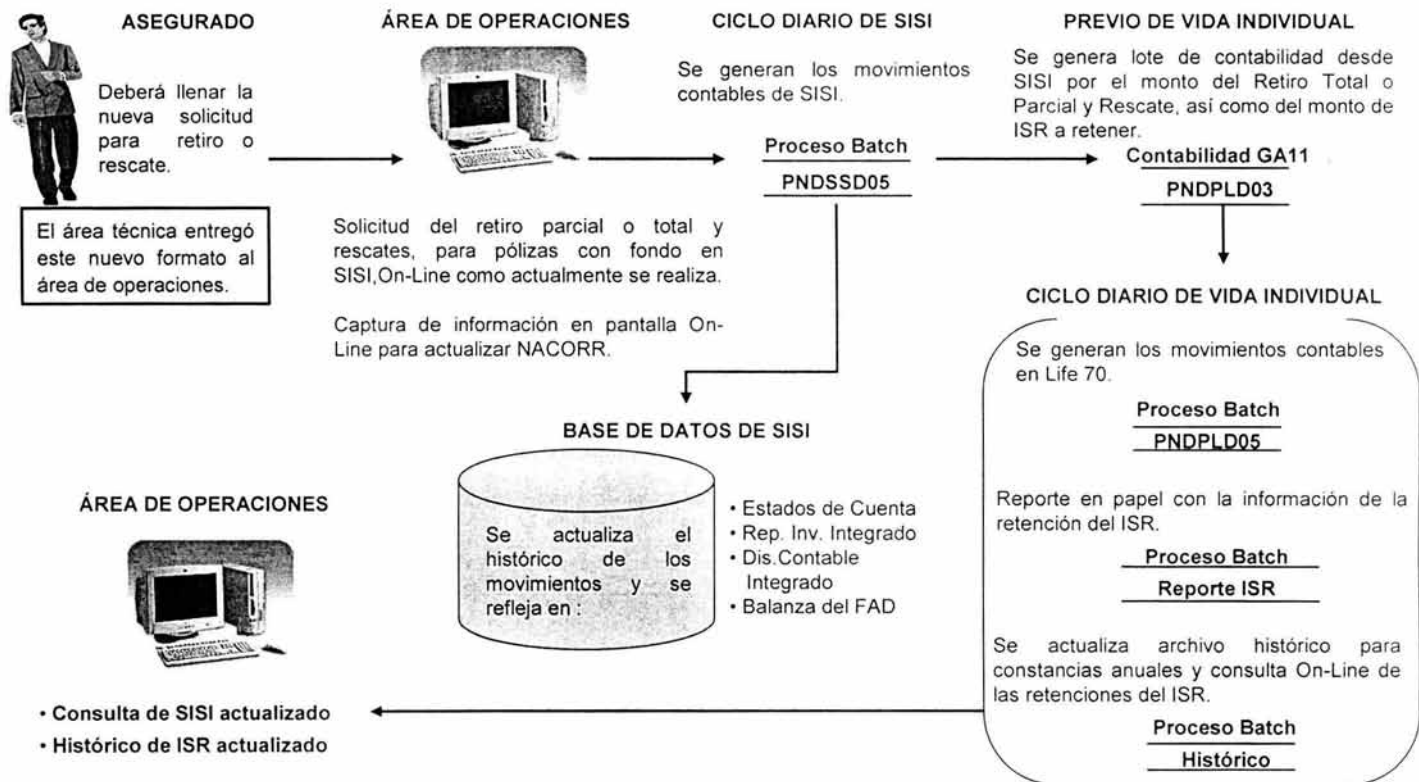 ASEGURADO
Deberá llenar la
nueva solicitud
para retiro o
rescate.
El área técnica entregó
este nuevo formato al
área de operaciones.
ÁREA DE OPERACIONES
Solicitud del retiro parcial o total y
rescates, para pólizas con fondo en
SISI,On-Line como actualmente se realiza.
Captura de información en pantalla On-
Line para actualizar NACORR.
CICLO DIARIO DE SISI
Se generan los movimientos
contables de SISI.
Proceso Batch
PNDSSD05
PREVIO DE VIDA INDIVIDUAL
Se genera lote de contabilidad desde
SISI por el monto del Retiro Total o
Parcial y Rescate, así como del monto de
ISR a retener.
Contabilidad GA11
PNDPLD03
CICLO DIARIO DE VIDA INDIVIDUAL
Se generan los movimientos contables
en Life 70.
Proceso Batch
PNDPLD05
Reporte en papel con la información de la
retención del ISR.
Proceso Batch
Reporte ISR
Se actualiza archivo histórico para
constancias anuales y consulta On-Line de
las retenciones del ISR.
Proceso Batch
Histórico
BASE DE DATOS DE SISI
Se actualiza el
histórico de los
movimientos y se
refleja en :
• Estados de Cuenta
• Rep. Inv. Integrado
• Dis.Contable
Integrado
• Balanza del FAD
ÁREA DE OPERACIONES
• Consulta de SISI actualizado
• Histórico de ISR actualizado